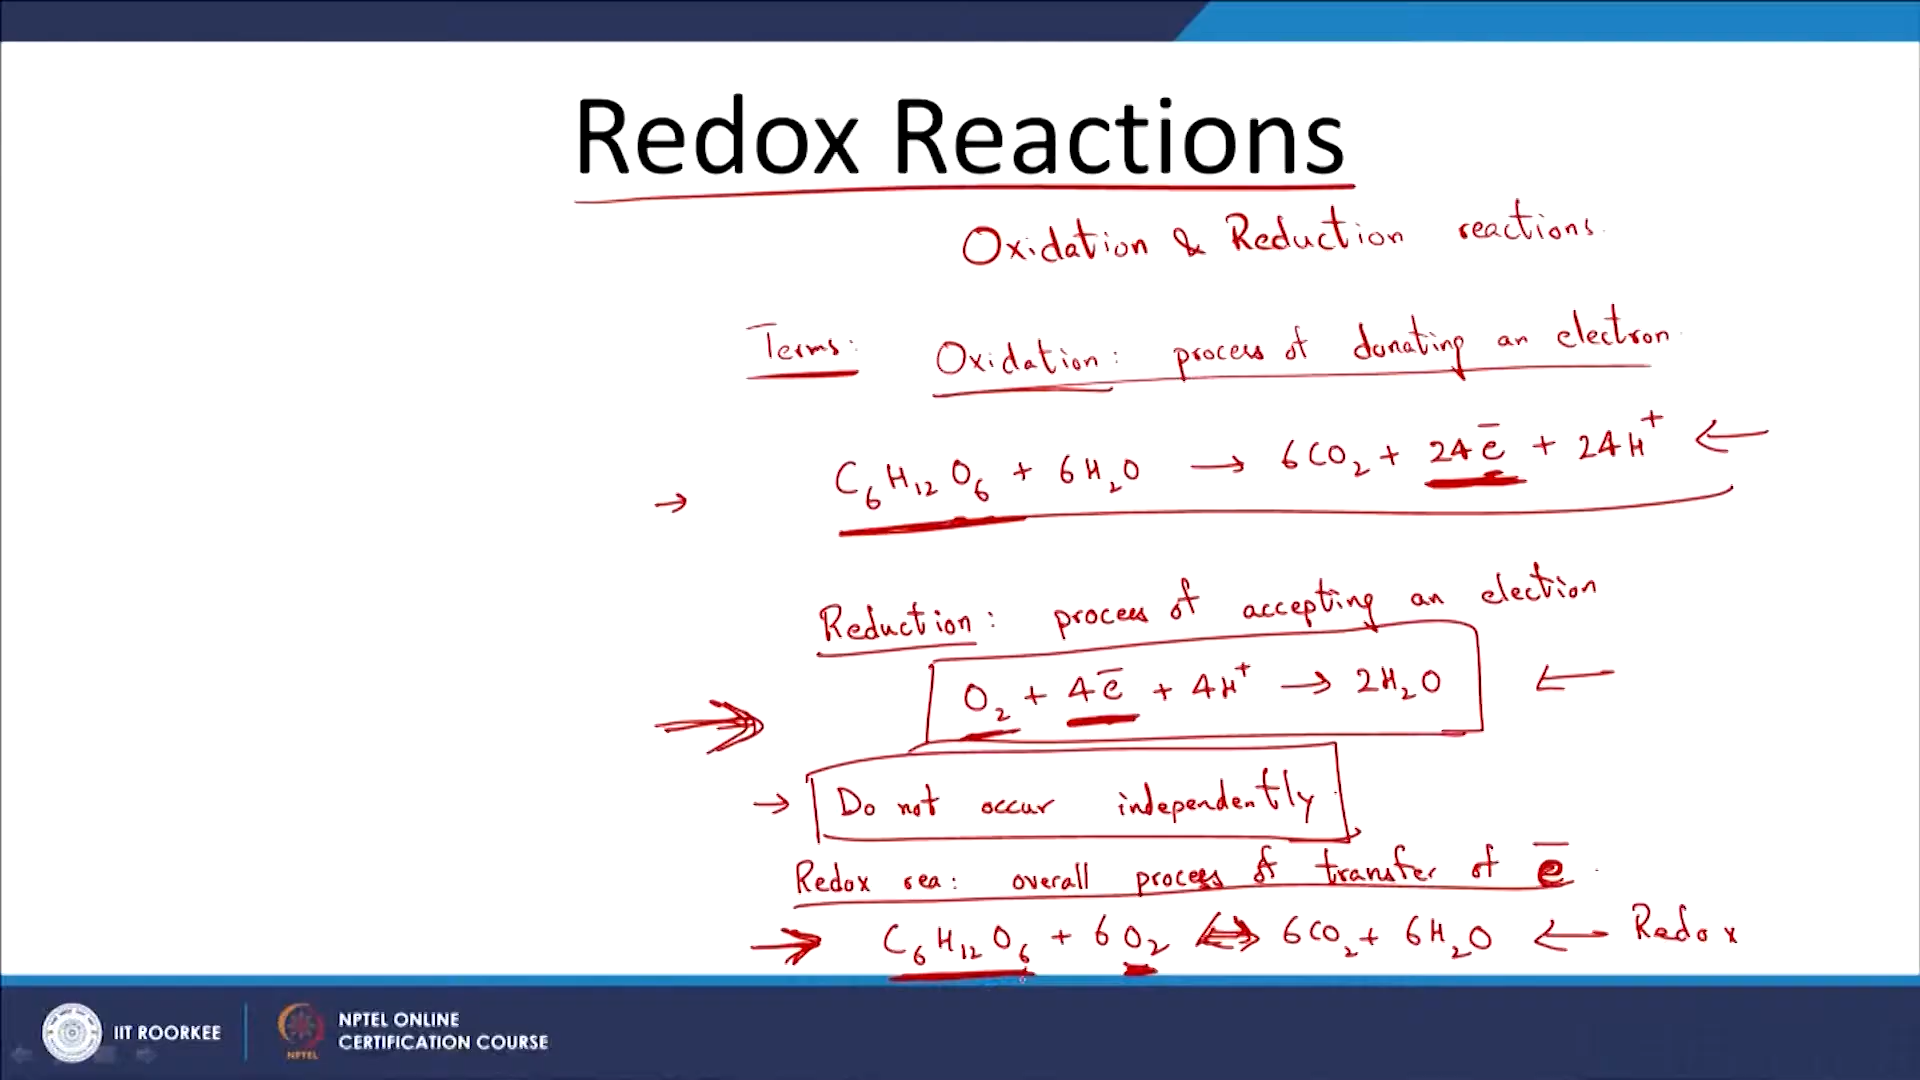 Redox Reactions
Oxidation & Reduction reactions.
Terms: Oxidation: process of donating an electron
→ C₆H₁₂O₆ + 6H₂O → 6CO₂ + 24e⁻ + 24H⁺ ←
Reduction: process of accepting an election
O₂ + 4e⁻ + 4H⁺ → 2H₂O ←
→ Do not occur independently
Redox rea: overall process of transfer of e⁻
→ C₆H₁₂O₆ + 6O₂ ↔ 6CO₂ + 6H₂O ← Redox
IIT ROORKEE
NPTEL
NPTEL ONLINE
CERTIFICATION COURSE